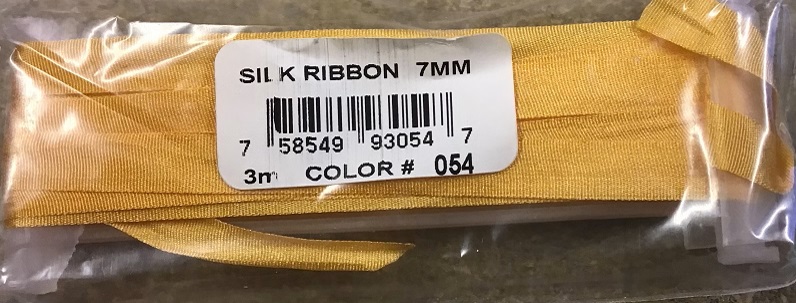 SILK RIBBON 7MM
7 58549 93054 7
3m COLOR # 054